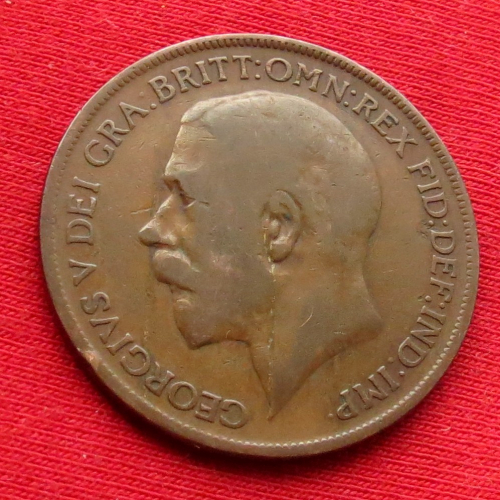 GEORGIVS V DEI GRA:BRITT:OMN:REX FID:DEF:IND:IMP